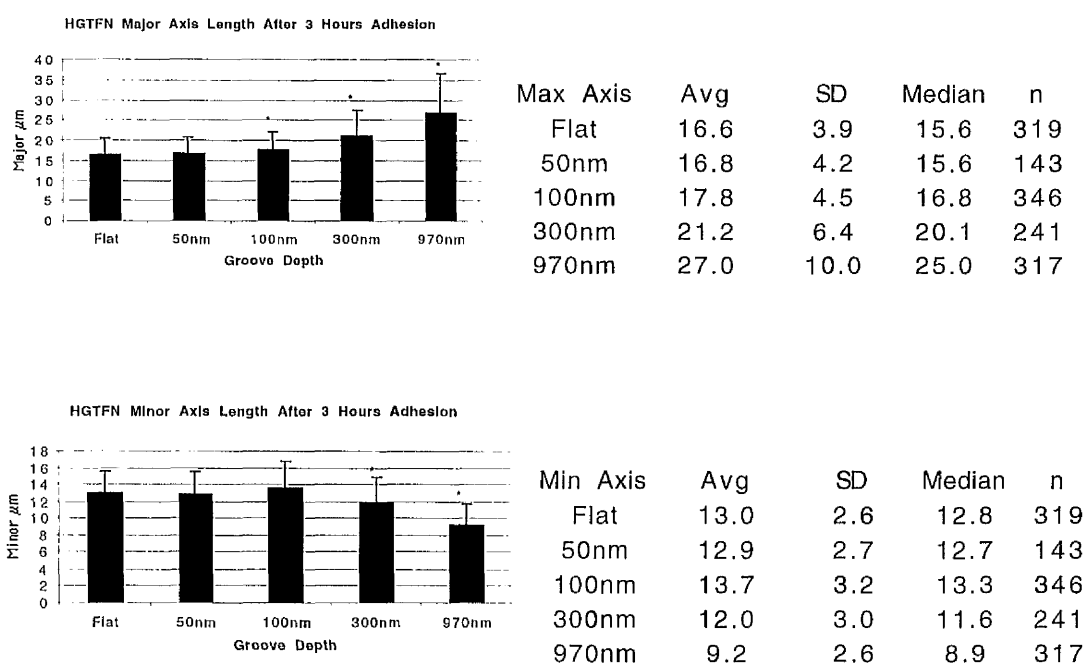 HGTFN Major Axis Length After 3 Hours Adhesion
40
35
30
25
20
15
10
5
0
Major µm
*
*
*
Flat 50nm 100nm 300nm 970nm
Groove Depth
Max Axis Avg SD Median n
Flat 16.6 3.9 15.6 319
50nm 16.8 4.2 15.6 143
100nm 17.8 4.5 16.8 346
300nm 21.2 6.4 20.1 241
970nm 27.0 10.0 25.0 317
HGTFN Minor Axis Length After 3 Hours Adhesion
18
16
14
12
10
8
6
4
2
0
Minor µm
*
*
Flat 50nm 100nm 300nm 970nm
Groove Depth
Min Axis Avg SD Median n
Flat 13.0 2.6 12.8 319
50nm 12.9 2.7 12.7 143
100nm 13.7 3.2 13.3 346
300nm 12.0 3.0 11.6 241
970nm 9.2 2.6 8.9 317